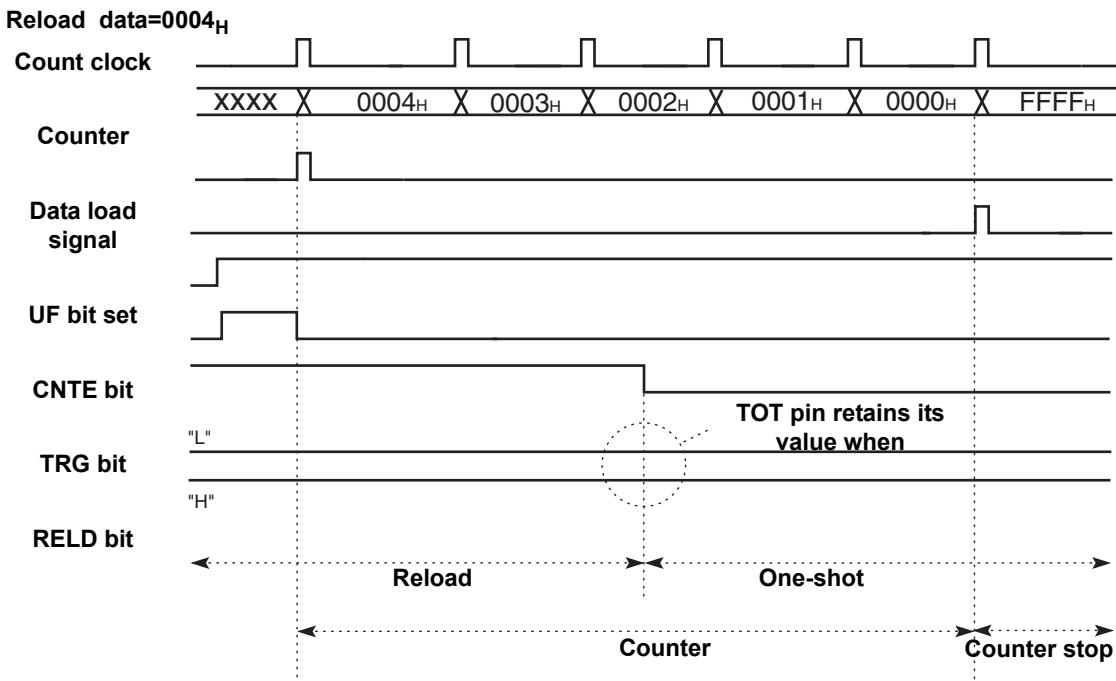 Reload data=0004H
Count clock
XXXX 0004H 0003H 0002H 0001H 0000H FFFFH
Counter
Data load
signal
UF bit set
CNTE bit
TOT pin retains its
value when
"L"
TRG bit
"H"
RELD bit
Reload One-shot
Counter Counter stop